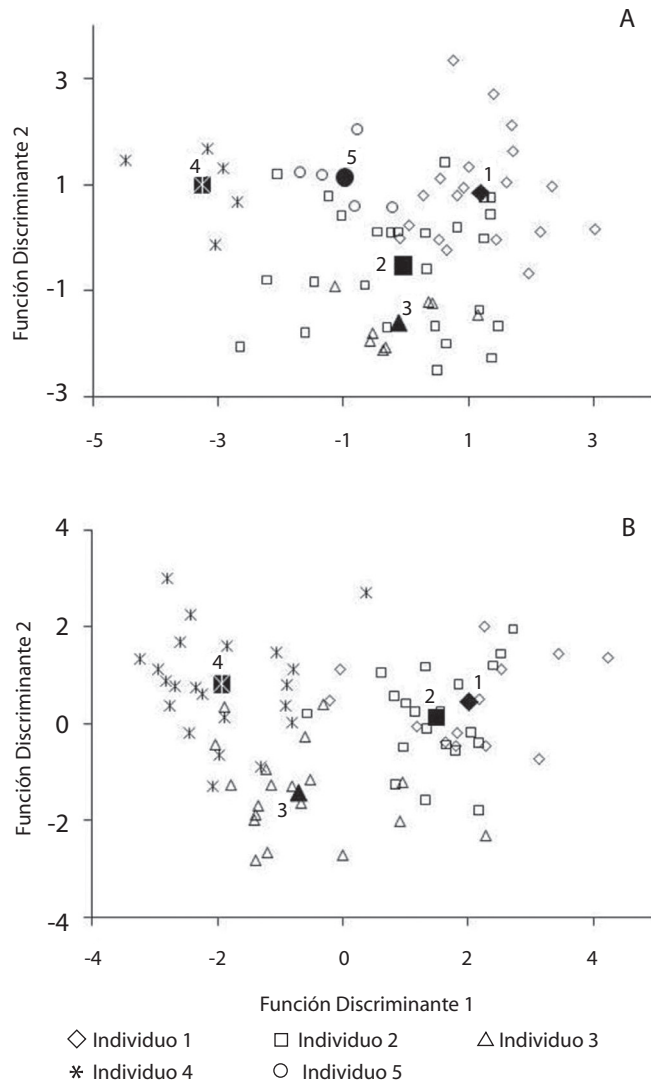 A
Función Discriminante 2
3
1
-1
-3
-5
-3
-1
1
3
4
5
1
2
3
B
Función Discriminante 2
4
2
0
-2
-4
-4
-2
0
2
4
4
2
1
3
Función Discriminante 1
Individuo 1
Individuo 2
Individuo 3
Individuo 4
Individuo 5